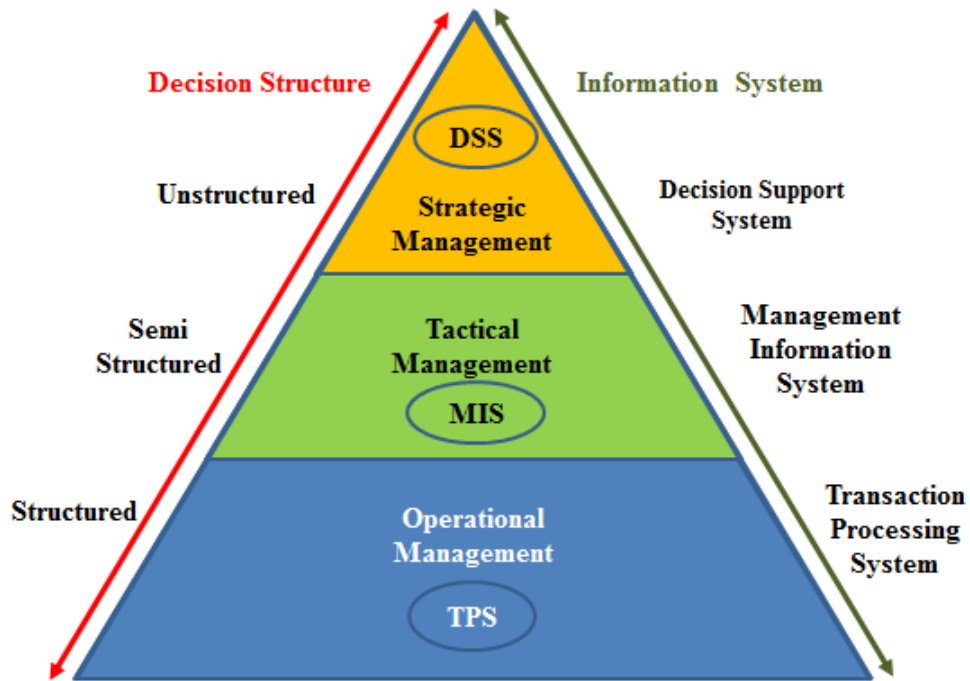 Decision Structure
Information System
DSS
Unstructured
Strategic
Management
Decision Support
System
Semi
Structured
Tactical
Management
MIS
Management
Information
System
Structured
Operational
Management
TPS
Transaction
Processing
System